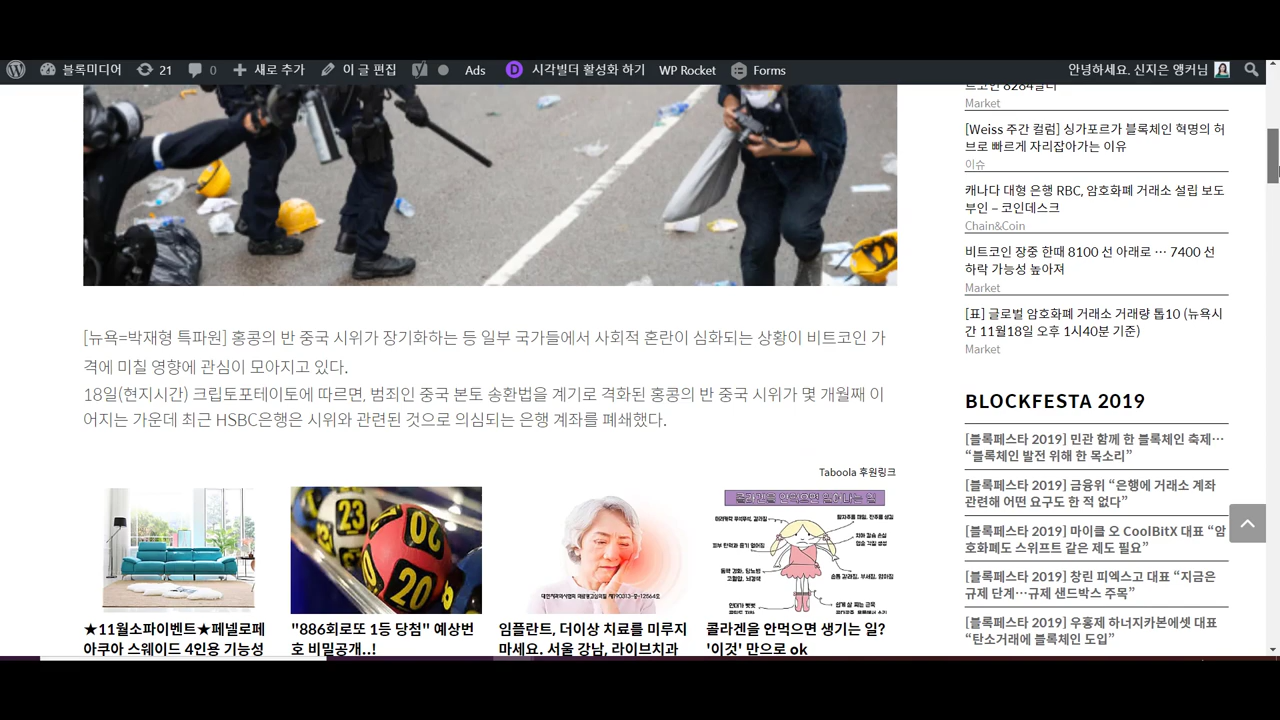 블록미디어 21 0 새로 추가 이 글 편집 Ads D 시각빌더 활성화 하기 WP Rocket Forms 안녕하세요. 신지은 앵커님
트코인 8284달러
Market
[Weiss 주간 컬럼] 싱가포르가 블록체인 혁명의 허
브로 빠르게 자리잡아가는 이유
이슈
캐나다 대형 은행 RBC, 암호화폐 거래소 설립 보도
부인 – 코인데스크
Chain&Coin
비트코인 장중 한때 8100 선 아래로 … 7400 선
하락 가능성 높아져
Market
[표] 글로벌 암호화폐 거래소 거래량 톱10 (뉴욕시
간 11월18일 오후 1시40분 기준)
Market
[뉴욕=박재형 특파원] 홍콩의 반 중국 시위가 장기화하는 등 일부 국가들에서 사회적 혼란이 심화되는 상황이 비트코인 가
격에 미칠 영향에 관심이 모아지고 있다.
18일(현지시간) 크립토포테이토에 따르면, 범죄인 중국 본토 송환법을 계기로 격화된 홍콩의 반 중국 시위가 몇 개월째 이
어지는 가운데 최근 HSBC은행은 시위와 관련된 것으로 의심되는 은행 계좌를 폐쇄했다.
BLOCKFESTA 2019
[블록페스타 2019] 민관 함께 한 블록체인 축제…
“블록체인 발전 위해 한 목소리”
[블록페스타 2019] 금융위 “은행에 거래소 계좌
관련해 어떤 요구도 한 적 없다”
[블록페스타 2019] 마이클 오 CoolBitX 대표 “암
호화폐도 스위프트 같은 제도 필요”
[블록페스타 2019] 창린 피엑스고 대표 “지금은
규제 단계…규제 샌드박스 주목”
[블록페스타 2019] 우홍제 하너지카본에셋 대표
“탄소거래에 블록체인 도입”
Taboola 후원링크
23
20
20
콜라겐을 안먹으면 일어나는 일
★11월소파이벤트★페넬로페
아쿠아 스웨이드 4인용 기능성
"886회로또 1등 당첨" 예상번
호 비밀공개..!
임플란트, 더이상 치료를 미루지
마세요. 서울 강남, 라이브치과
콜라겐을 안먹으면 생기는 일?
'이것' 만으로 ok